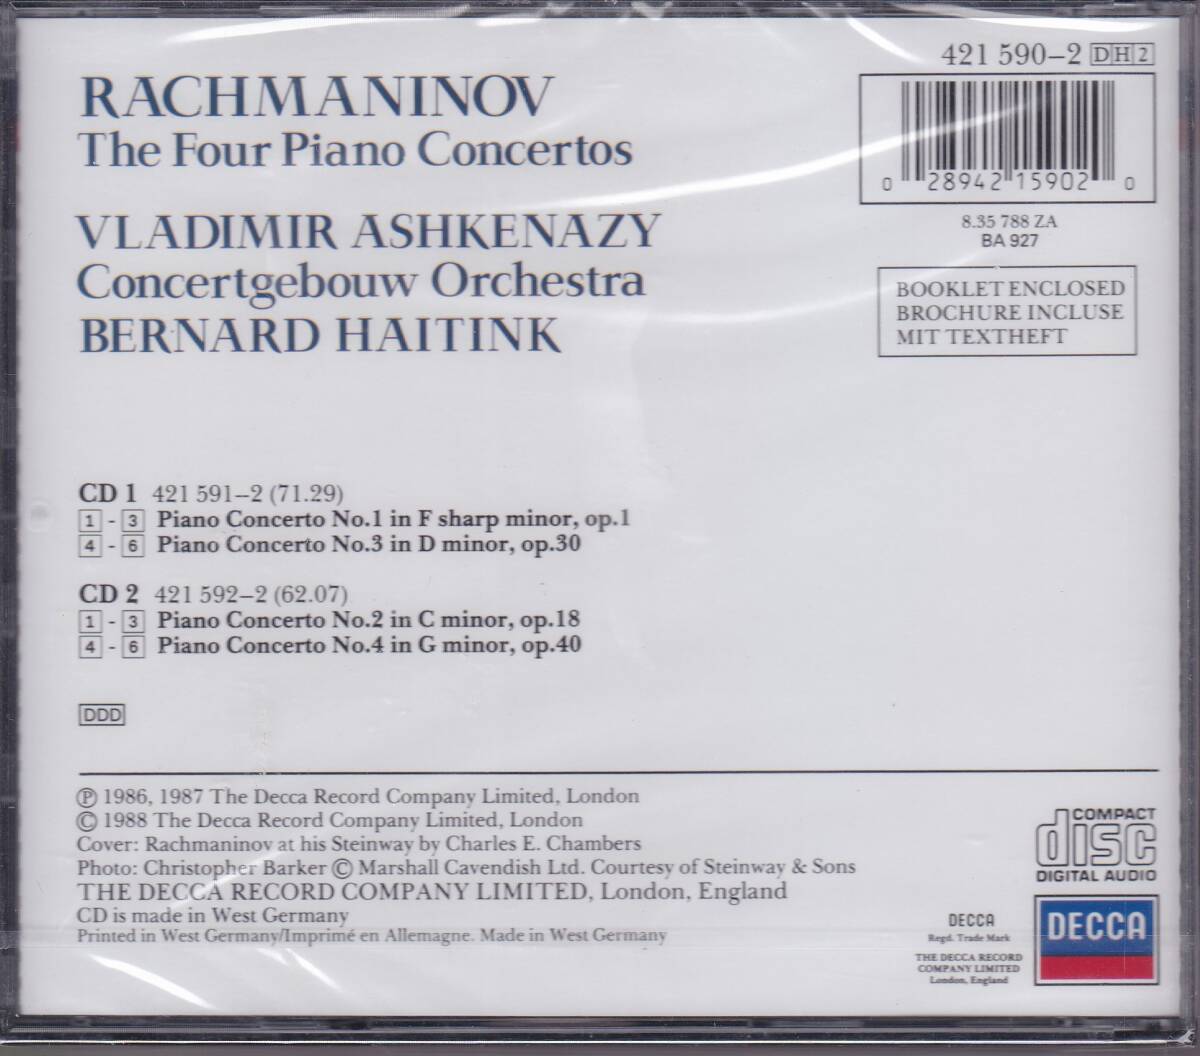 RACHMANINOV
The Four Piano Concertos
VLADIMIR ASHKENAZY
Concertgebouw Orchestra
BERNARD HAITINK
421 590-2 DH2
0 28942 15902 0
8.35 788 ZA
BA 927
BOOKLET ENCLOSED
BROCHURE INCLUSE
MIT TEXTHEFT
CD 1 421 591-2 (71.29)
1 - 3 Piano Concerto No.1 in F sharp minor, op.1
4 - 6 Piano Concerto No.3 in D minor, op.30
CD 2 421 592-2 (62.07)
1 - 3 Piano Concerto No.2 in C minor, op.18
4 - 6 Piano Concerto No.4 in G minor, op.40
DDD
Ⓟ 1986, 1987 The Decca Record Company Limited, London
© 1988 The Decca Record Company Limited, London
Cover: Rachmaninov at his Steinway by Charles E. Chambers
Photo: Christopher Barker © Marshall Cavendish Ltd. Courtesy of Steinway & Sons
THE DECCA RECORD COMPANY LIMITED, London, England
CD is made in West Germany
Printed in West Germany/Imprimé en Allemagne. Made in West Germany
COMPACT
disc
DIGITAL AUDIO
DECCA
Regd. Trade Mark
THE DECCA RECORD
COMPANY LIMITED
London, England
DECCA